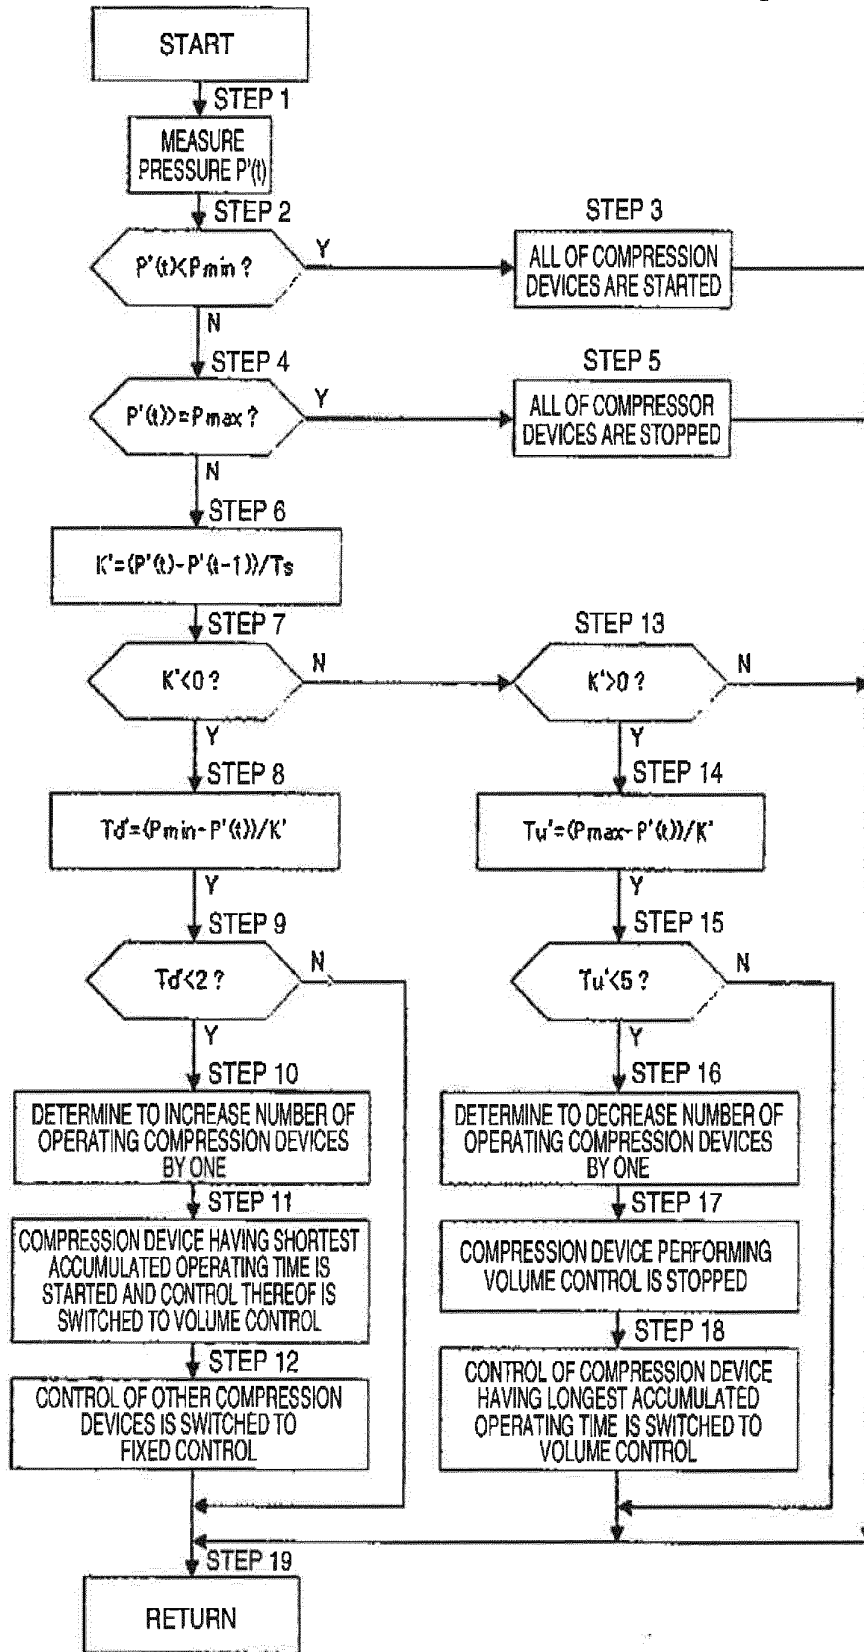 START
STEP 1
MEASURE
PRESSURE P'(t)
STEP 2
P'(t)<Pmin?
Y
N
STEP 3
ALL OF COMPRESSION
DEVICES ARE STARTED
STEP 4
P'(t)>=Pmax?
Y
N
STEP 5
ALL OF COMPRESSOR
DEVICES ARE STOPPED
STEP 6
K'=(P'(t)-P'(t-1))/Ts
STEP 7
K'<0?
N
Y
STEP 13
K'>0?
N
Y
STEP 8
Td'=(Pmin-P'(t))/K'
Y
STEP 14
Tu'=(Pmax-P'(t))/K'
Y
STEP 9
Td'<2?
N
Y
STEP 15
Tu'<5?
N
Y
STEP 10
DETERMINE TO INCREASE NUMBER OF
OPERATING COMPRESSION DEVICES
BY ONE
STEP 16
DETERMINE TO DECREASE NUMBER OF
OPERATING COMPRESSION DEVICES
BY ONE
STEP 11
COMPRESSION DEVICE HAVING SHORTEST
ACCUMULATED OPERATING TIME IS
STARTED AND CONTROL THEREOF IS
SWITCHED TO VOLUME CONTROL
STEP 17
COMPRESSION DEVICE PERFORMING
VOLUME CONTROL IS STOPPED
STEP 12
CONTROL OF OTHER COMPRESSION
DEVICES IS SWITCHED TO
FIXED CONTROL
STEP 18
CONTROL OF COMPRESSION DEVICE
HAVING LONGEST ACCUMULATED
OPERATING TIME IS SWITCHED TO
VOLUME CONTROL
STEP 19
RETURN